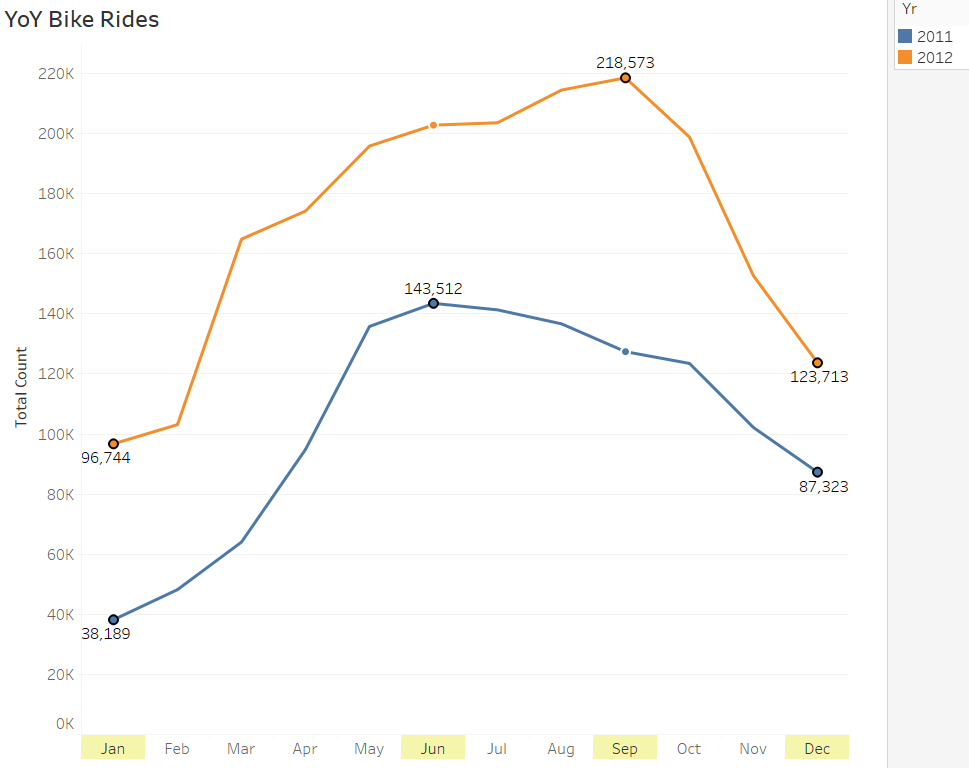 YoY Bike Rides
Yr
2011
2012
Total Count
220K
200K
180K
160K
140K
120K
100K
80K
60K
40K
20K
0K
218,573
143,512
123,713
96,744
87,323
38,189
Jan Feb Mar Apr May Jun Jul Aug Sep Oct Nov Dec